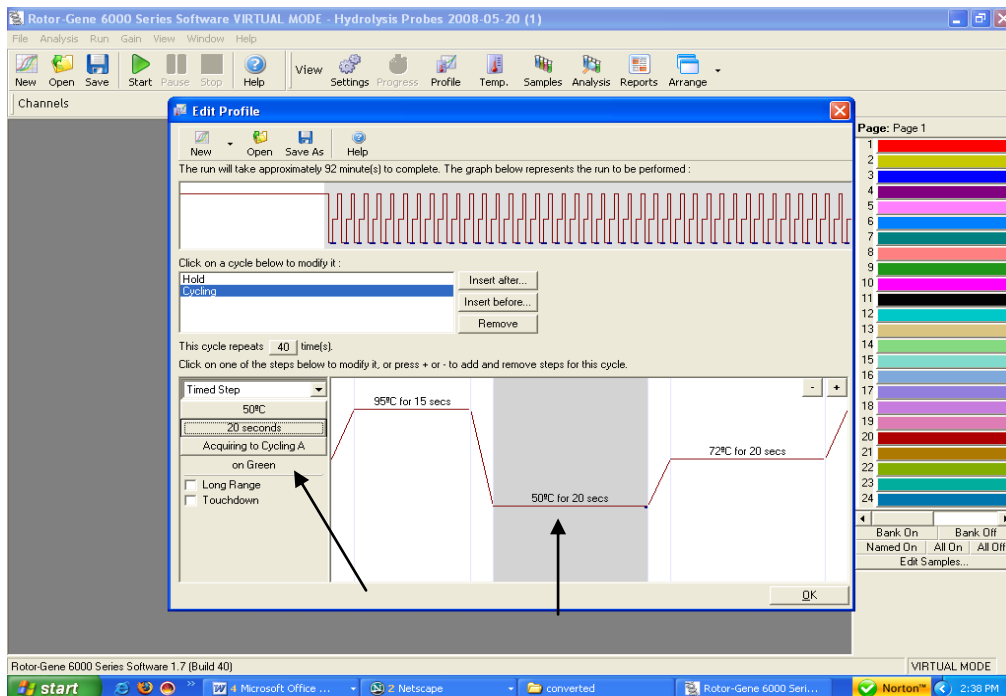 Rotor-Gene 6000 Series Software VIRTUAL MODE - Hydrolysis Probes 2008-05-20 (1)
File Analysis Run Gain View Window Help
New Open Save Start Pause Stop Help View Settings Progress Profile Temp. Samples Analysis Reports Arrange
Channels
Edit Profile
New Open Save As Help
The run will take approximately 92 minute(s) to complete. The graph below represents the run to be performed :
Click on a cycle below to modify it :
Hold
Cycling
Insert after...
Insert before...
Remove
This cycle repeats 40 time(s).
Click on one of the steps below to modify it, or press + or - to add and remove steps for this cycle.
Timed Step
50ºC
20 seconds
Acquiring to Cycling A
on Green
Long Range
Touchdown
- +
95ºC for 15 secs
50ºC for 20 secs
72ºC for 20 secs
OK
Page: Page 1
1
2
3
4
5
6
7
8
9
10
11
12
13
14
15
16
17
18
19
20
21
22
23
24
Bank On Bank Off
Named On All On All Off
Edit Samples...
Rotor-Gene 6000 Series Software 1.7 (Build 40) VIRTUAL MODE
start » 4 Microsoft Office ... 2 Netscape converted Rotor-Gene 6000 Seri... Norton™ 2:38 PM